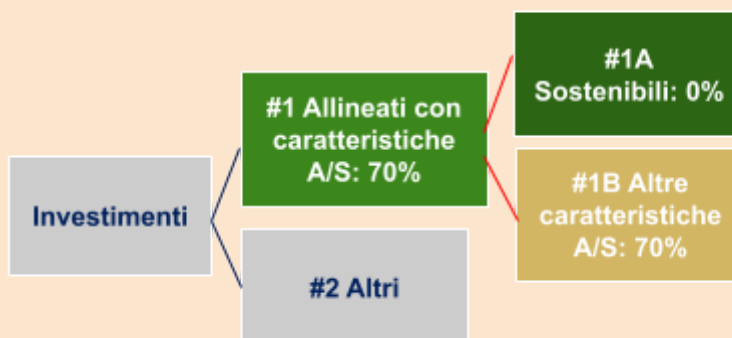 Investimenti
#1 Allineati con
caratteristiche
A/S: 70%
#2 Altri
#1A
Sostenibili: 0%
#1B Altre
caratteristiche
A/S: 70%